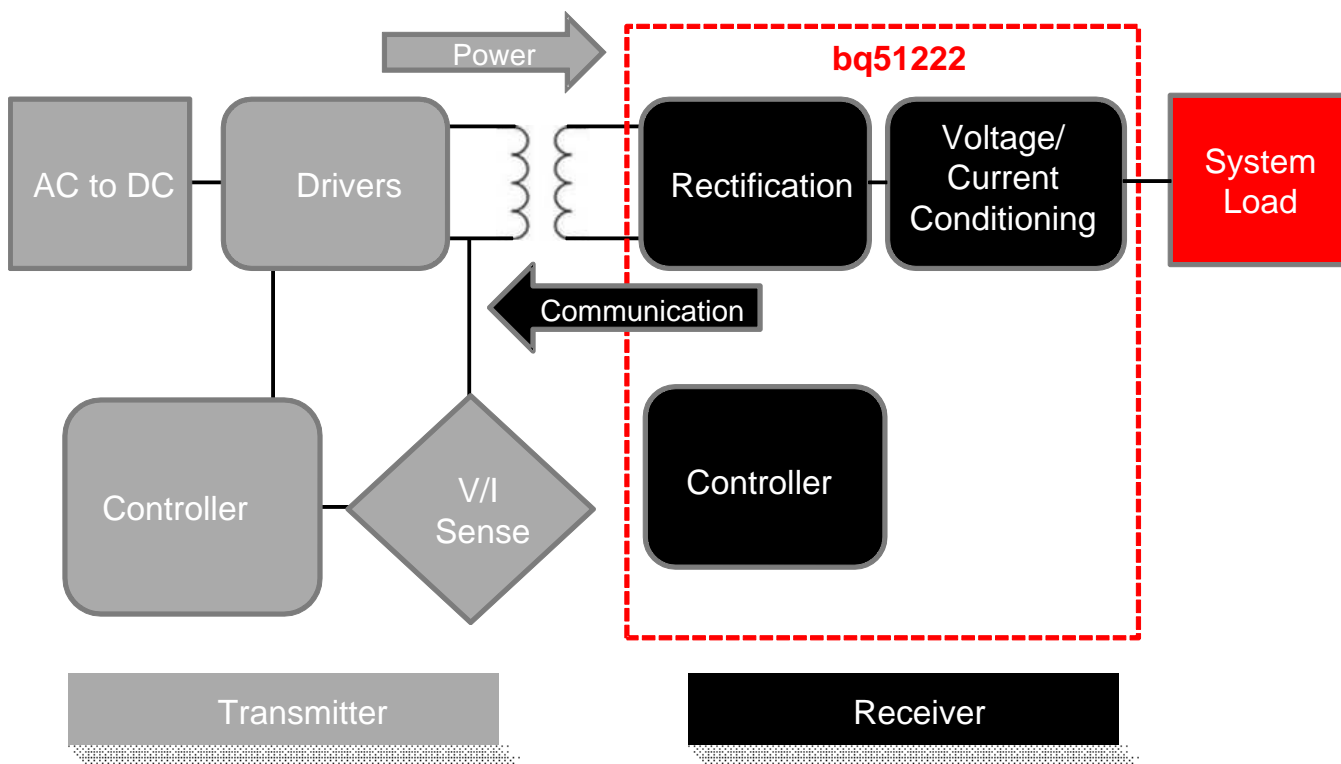 Power
bq51222
AC to DC
Drivers
Rectification
Voltage/
Current
Conditioning
System
Load
Communication
Controller
V/I
Sense
Controller
Transmitter
Receiver